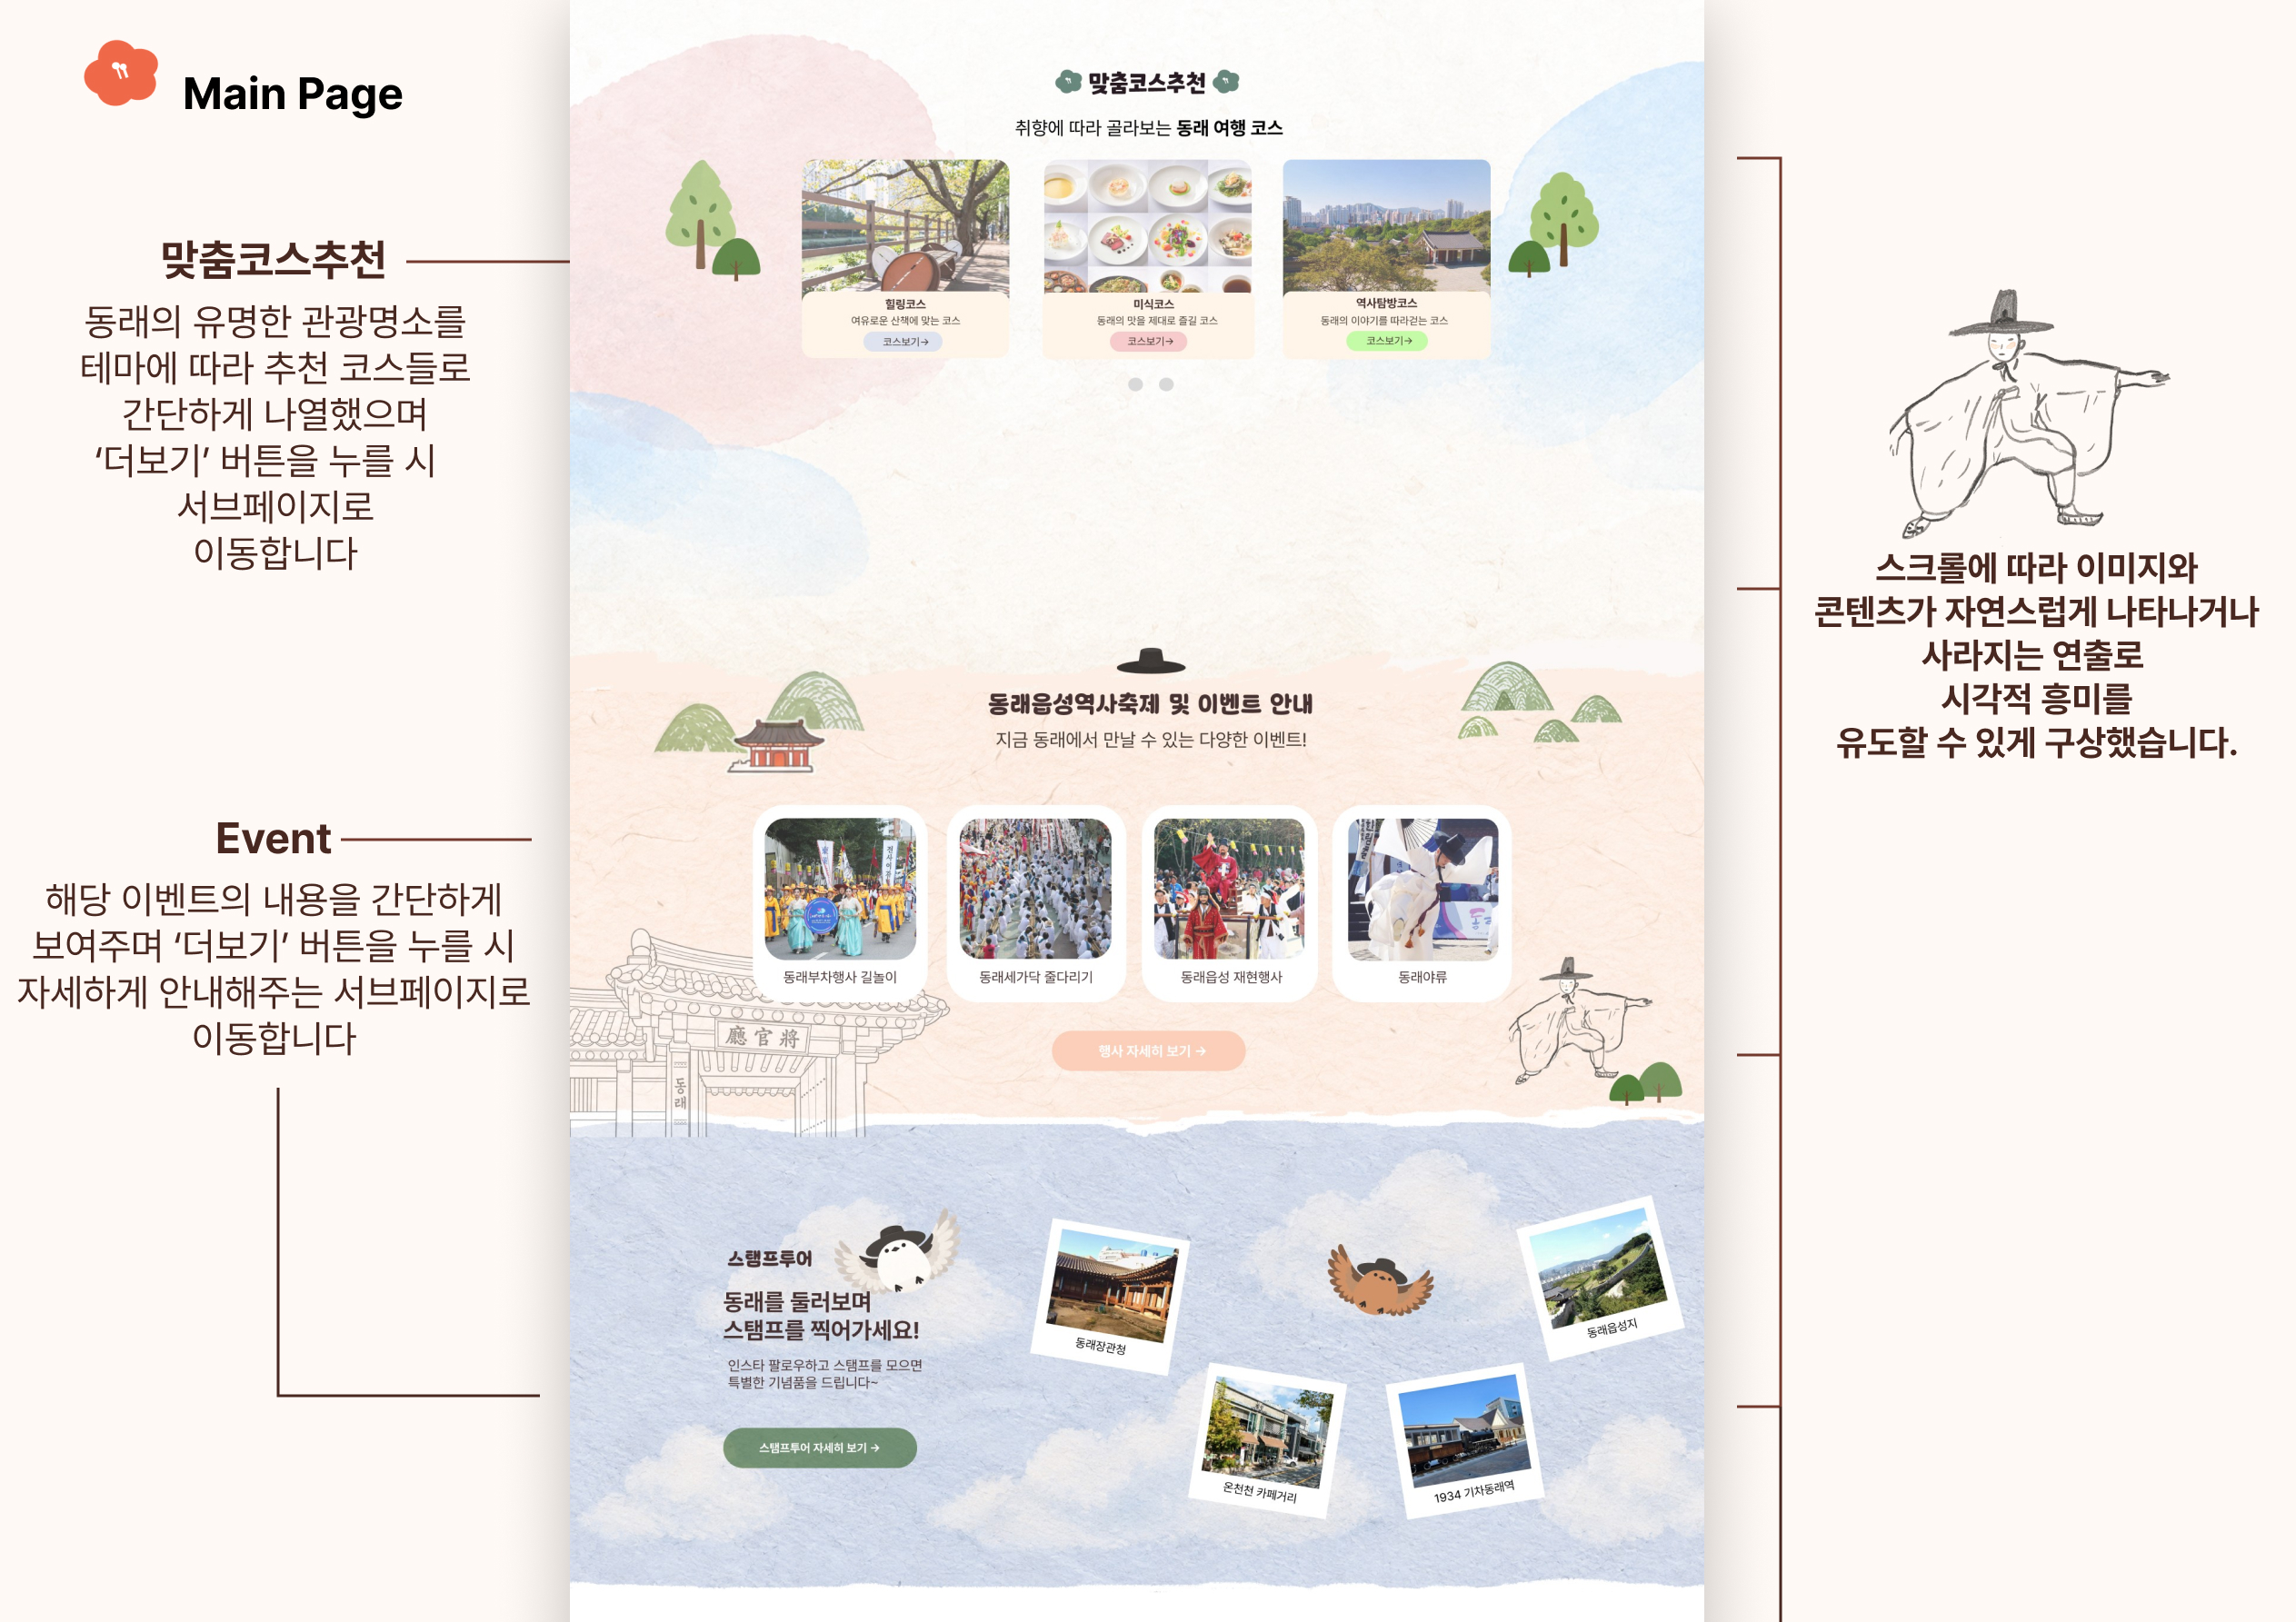 Main Page
맞춤코스추천
동래의 유명한 관광명소를
테마에 따라 추천 코스들로
간단하게 나열했으며
‘더보기’ 버튼을 누를 시
서브페이지로
이동합니다
Event
해당 이벤트의 내용을 간단하게
보여주며 ‘더보기’ 버튼을 누를 시
자세하게 안내해주는 서브페이지로
이동합니다
맞춤코스추천
취향에 따라 골라보는 동래 여행 코스
힐링코스
여유로운 산책에 맞는 코스
코스보기→
미식코스
동래의 맛을 제대로 즐길 코스
코스보기→
역사탐방코스
동래의 이야기를 따라걷는 코스
코스보기→
동래읍성역사축제 및 이벤트 안내
지금 동래에서 만날 수 있는 다양한 이벤트!
동래부차행사 길놀이
동래세가닥 줄다리기
동래읍성 재현행사
동래야류
廳官將
동래
행사 자세히 보기 →
스탬프투어
동래를 둘러보며
스탬프를 찍어가세요!
인스타 팔로우하고 스탬프를 모으면
특별한 기념품을 드립니다~
스탬프투어 자세히 보기 →
동래장관청
온천천 카페거리
1934 기차동래역
동래읍성지
스크롤에 따라 이미지와
콘텐츠가 자연스럽게 나타나거나
사라지는 연출로
시각적 흥미를
유도할 수 있게 구상했습니다.